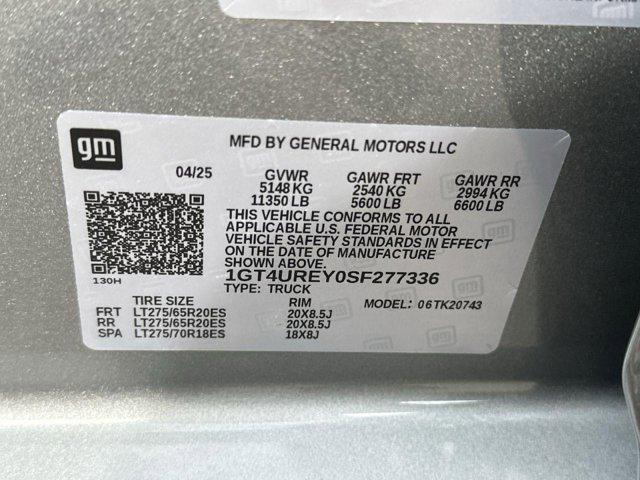 gm
MFD BY GENERAL MOTORS LLC
04/25 GVWR GAWR FRT GAWR RR
5148 KG 2540 KG 2994 KG
11350 LB 5600 LB 6600 LB
THIS VEHICLE CONFORMS TO ALL
APPLICABLE U.S. FEDERAL MOTOR
VEHICLE SAFETY STANDARDS IN EFFECT
ON THE DATE OF MANUFACTURE
SHOWN ABOVE.
130H
1GT4UREY0SF277336
TYPE: TRUCK
TIRE SIZE RIM MODEL: 06TK20743
FRT LT275/65R20ES 20X8.5J
RR LT275/65R20ES 20X8.5J
SPA LT275/70R18ES 18X8J